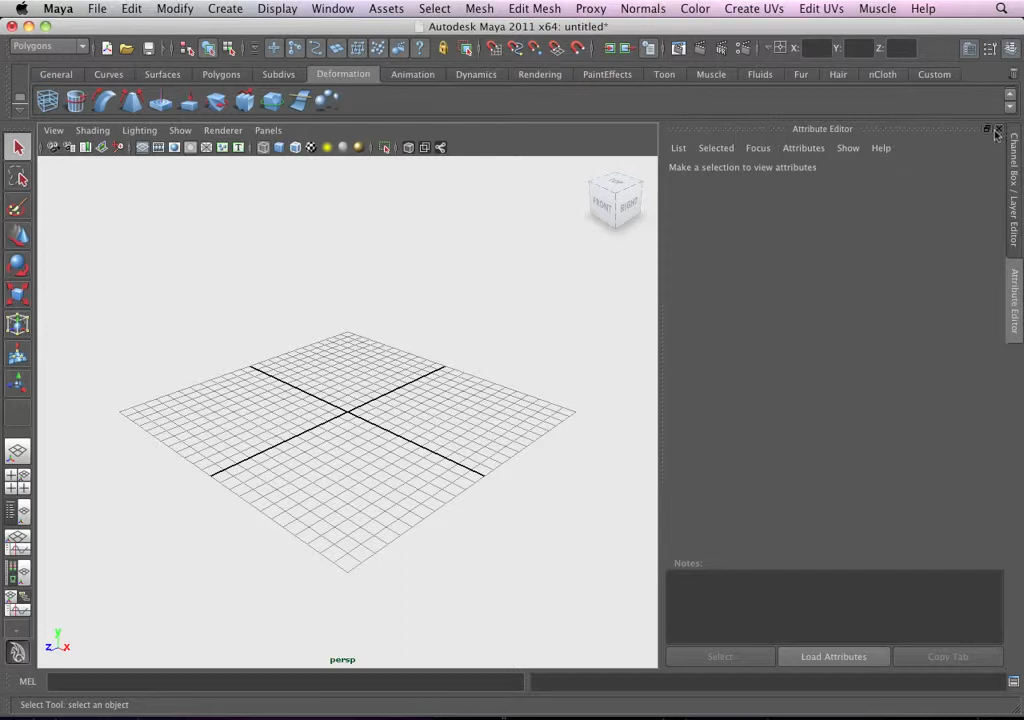 Maya File Edit Modify Create Display Window Assets Select Mesh Edit Mesh Proxy Normals Color Create UVs Edit UVs Muscle Help
Autodesk Maya 2011 x64: untitled*
Polygons X: Y: Z:
General Curves Surfaces Polygons Subdivs Deformation Animation Dynamics Rendering PaintEffects Toon Muscle Fluids Fur Hair nCloth Custom
View Shading Lighting Show Renderer Panels
Attribute Editor
List Selected Focus Attributes Show Help
Make a selection to view attributes
Channel Box / Layer Editor
Attribute Editor
TOP
FRONT RIGHT
Notes:
Select Load Attributes Copy Tab
y
z x
persp
MEL
Select Tool: select an object